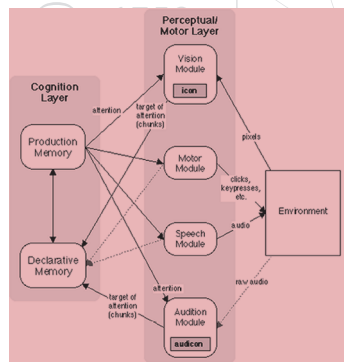 Perceptual/
Motor Layer
Cognition
Layer
Vision
Module
icon
attention
target of
attention
(chunks)
Production
Memory
pixels
Motor
Module
clicks,
keypresses,
etc.
Environment
Speech
Module
audio
Declarative
Memory
raw audio
attention
target of
attention
(chunks)
Audition
Module
audicon